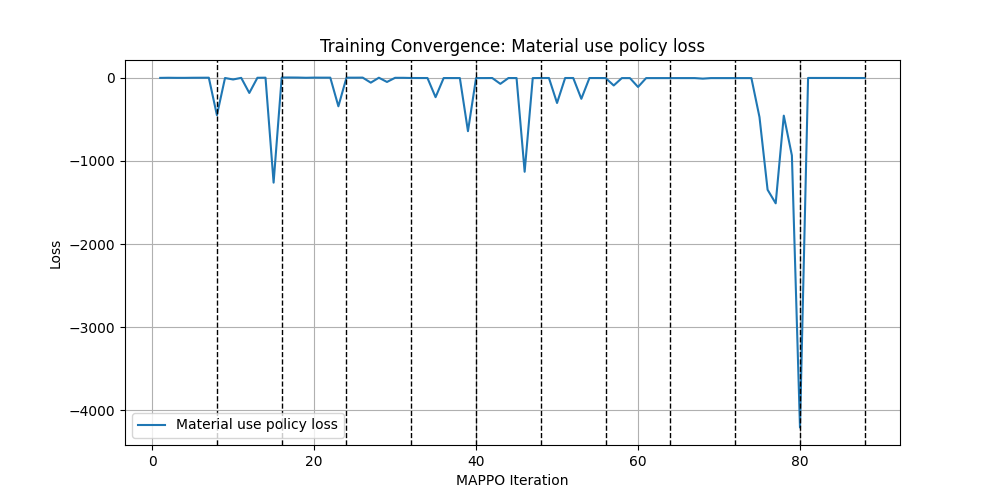 Training Convergence: Material use policy loss
0
−1000
−2000
−3000
−4000
Loss
Material use policy loss
0 20 40 60 80
MAPPO Iteration